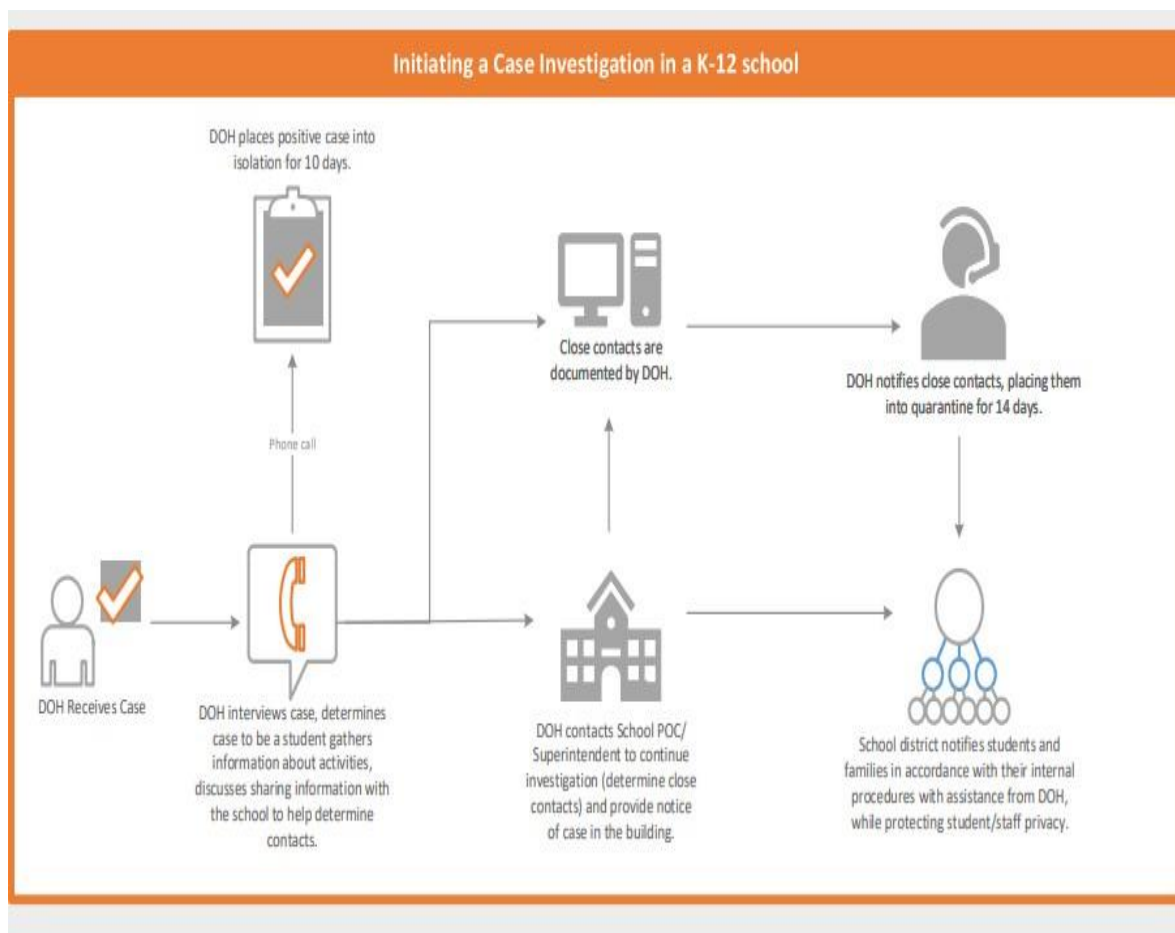 Initiating a Case Investigation in a K-12 school
DOH places positive case into
isolation for 10 days.
Phone call
Close contacts are
documented by DOH.
DOH notifies close contacts, placing them
into quarantine for 14 days.
DOH Receives Case
DOH interviews case, determines
case to be a student gathers
information about activities,
discusses sharing information with
the school to help determine
contacts.
DOH contacts School POC/
Superintendent to continue
investigation (determine close
contacts) and provide notice
of case in the building.
School district notifies students and
families in accordance with their internal
procedures with assistance from DOH,
while protecting student/staff privacy.